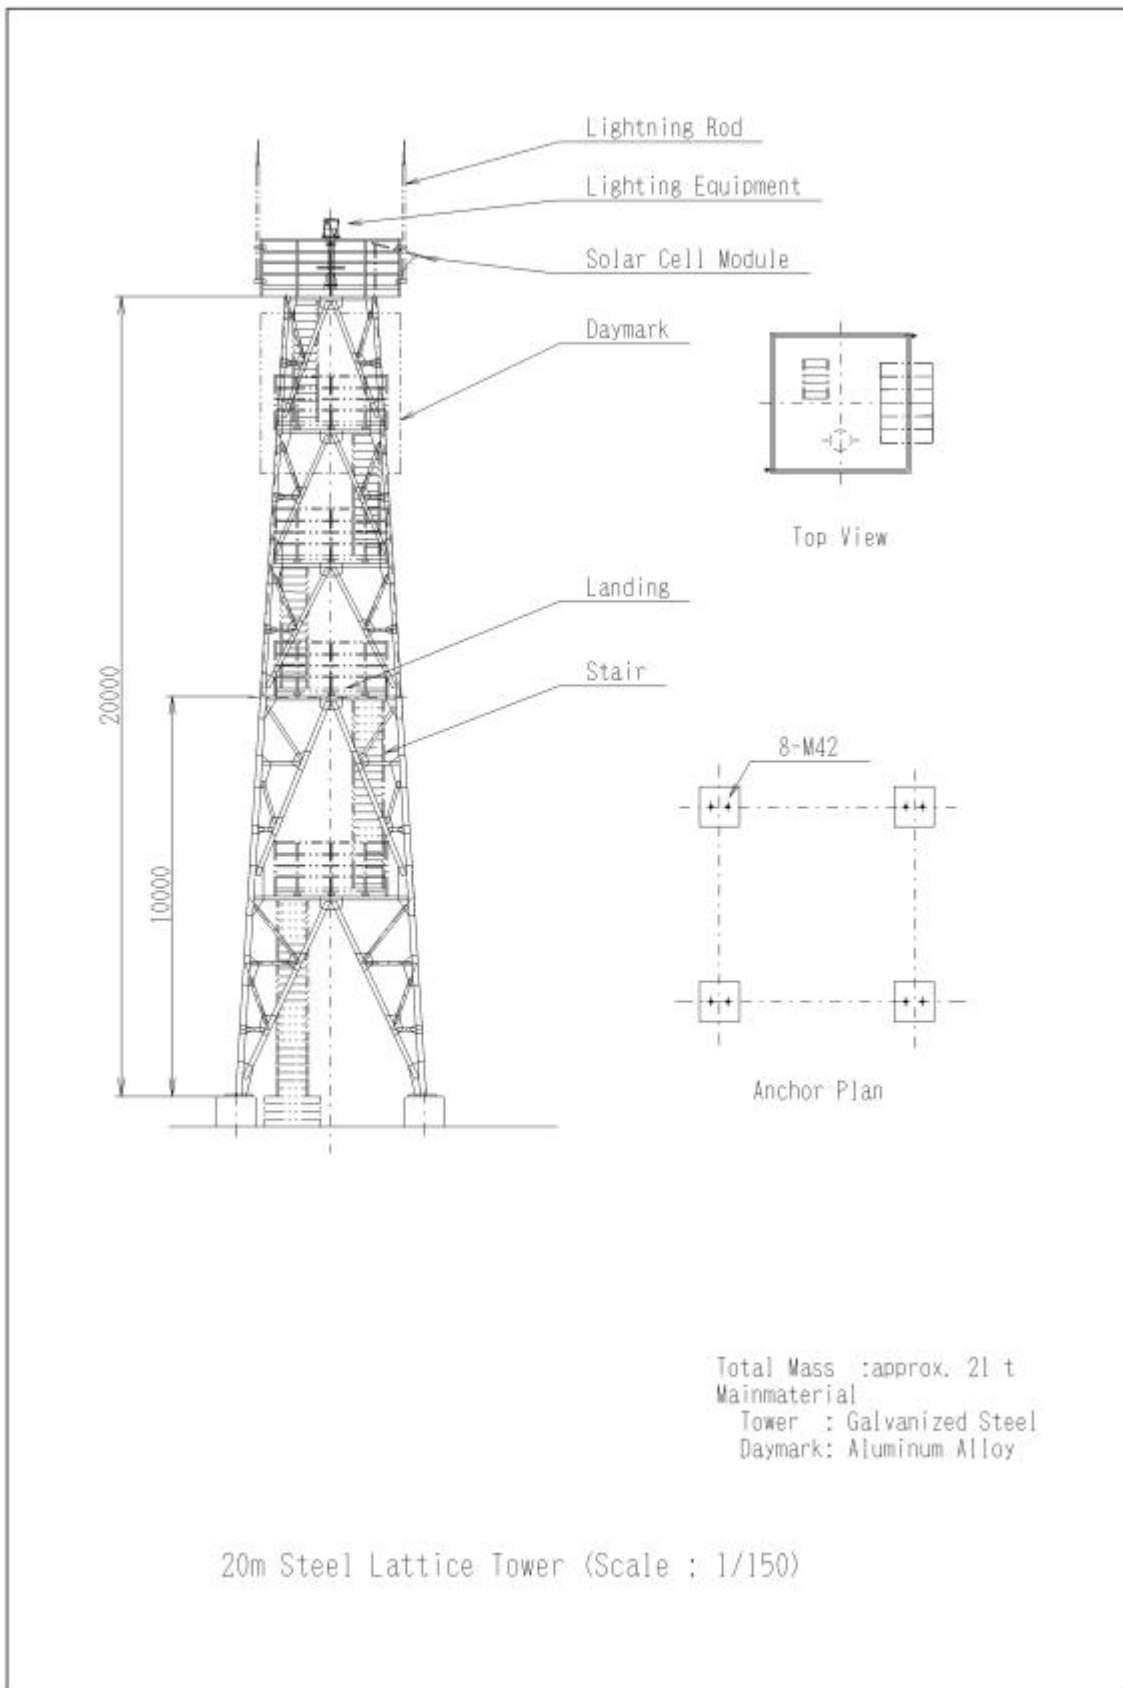 Lightning Rod
Lighting Equipment
Solar Cell Module
Daymark
Top View
Landing
Stair
20000
10000
8-M42
Anchor Plan
Total Mass :approx. 21 t
Mainmaterial
Tower : Galvanized Steel
Daymark: Aluminum Alloy
20m Steel Lattice Tower (Scale : 1/150)